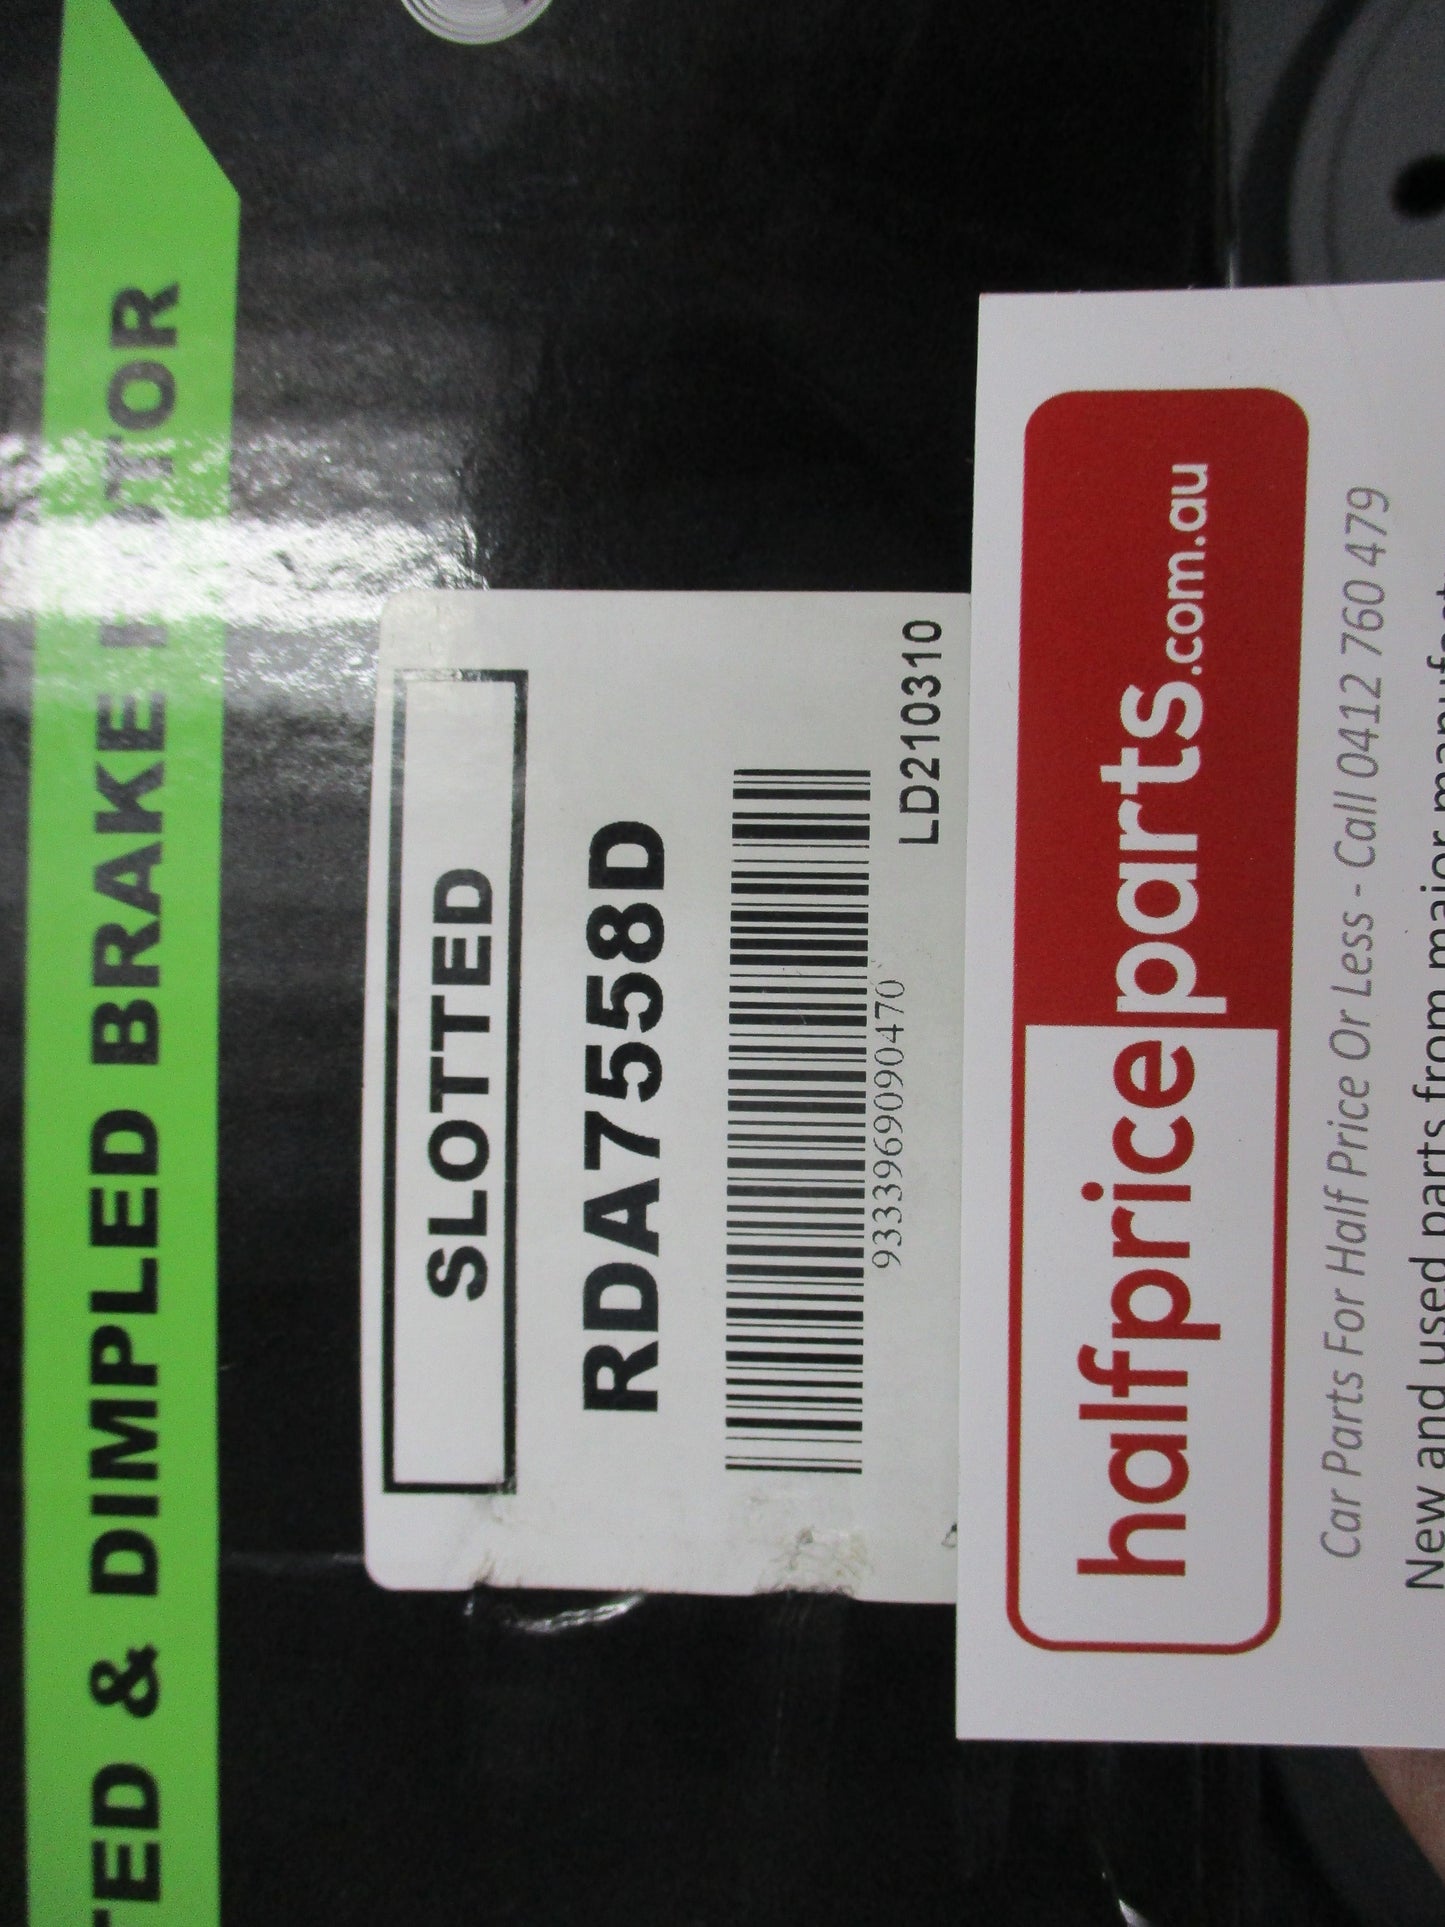 & DIMPLED BRAKE
SLOTTED
RDA7558D
9333969090470
LD210310
halfpriceparts.com.au
Car Parts For Half Price Or Less - Call 0412 760 479
New and used parts from major